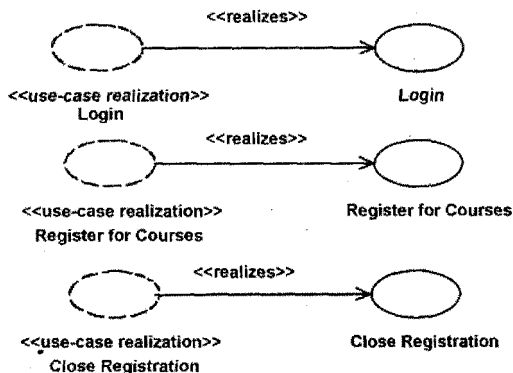 <<realizes>>
<<use-case realization>>
Login
Login
<<realizes>>
<<use-case realization>>
Register for Courses
Register for Courses
<<realizes>>
<<use-case realization>>
Close Registration
Close Registration